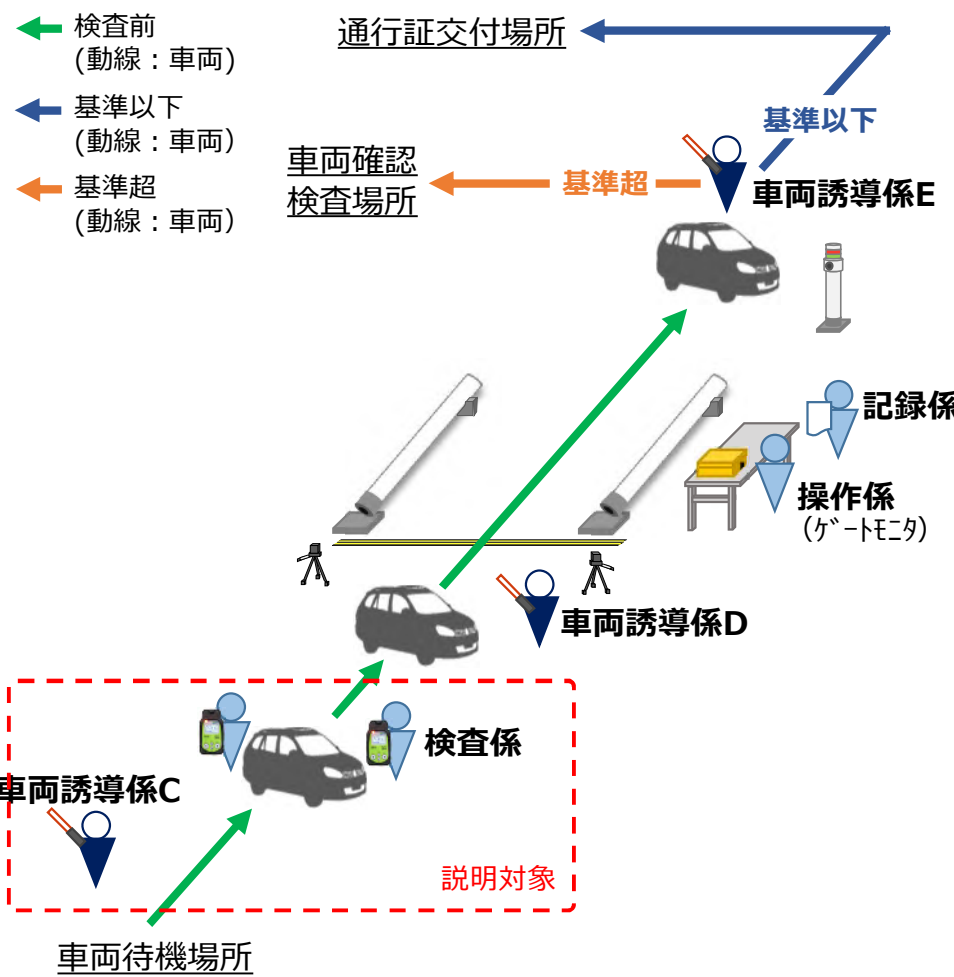 検査前
(動線：車両)
基準以下
(動線：車両)
基準超
(動線：車両)
通行証交付場所
基準以下
車両確認
検査場所
基準超
車両誘導係E
記録係
操作係
(ｹﾞｰﾄﾓﾆﾀ)
車両誘導係D
検査係
車両誘導係C
説明対象
車両待機場所